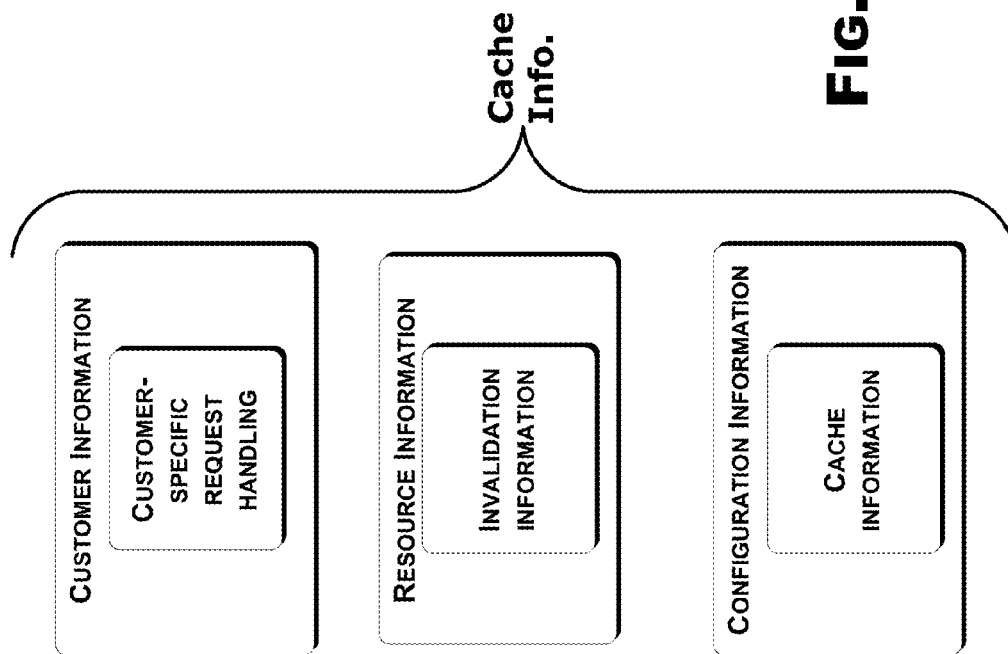 CONFIGURATION INFORMATION
CACHE
INFORMATION
RESOURCE INFORMATION
INVALIDATION
INFORMATION
CUSTOMER INFORMATION
CUSTOMER-
SPECIFIC
REQUEST
HANDLING
Cache
Info.
FIG.